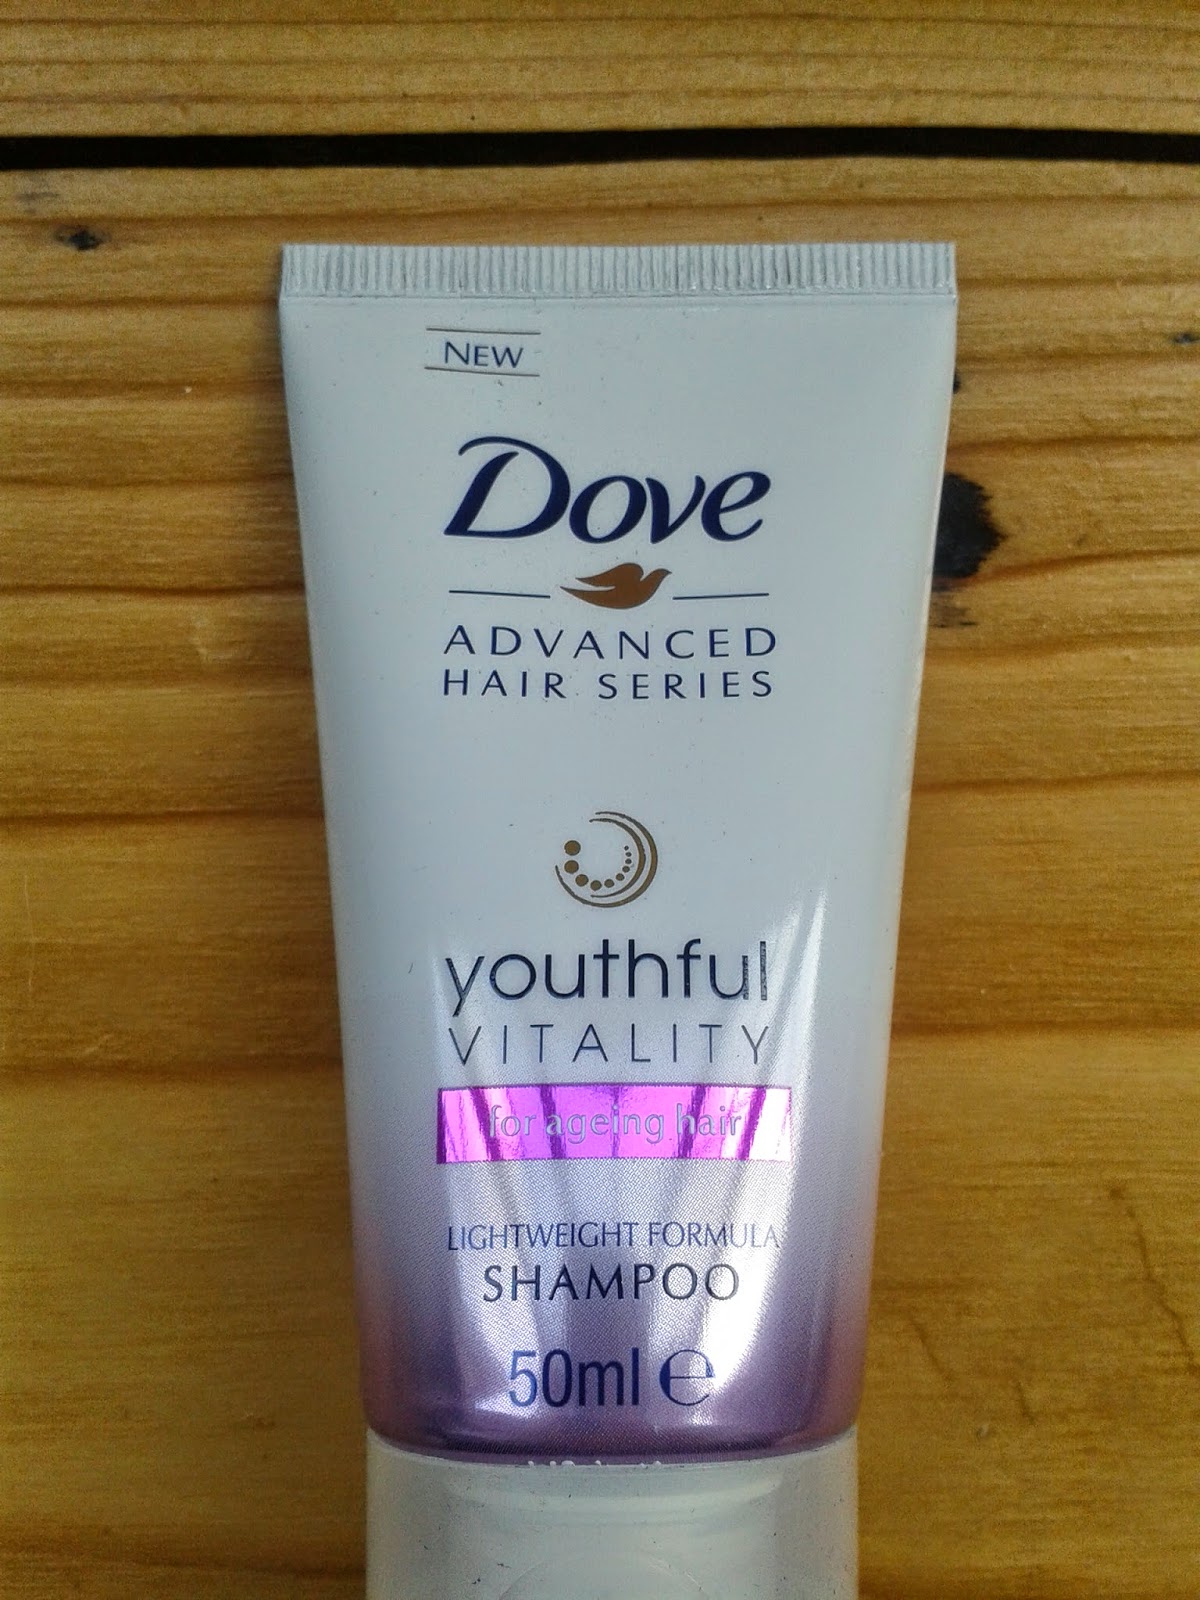 NEW
Dove
ADVANCED
HAIR SERIES
youthful
VITALITY
for ageing hair
LIGHTWEIGHT FORMULA
SHAMPOO
50ml ℮